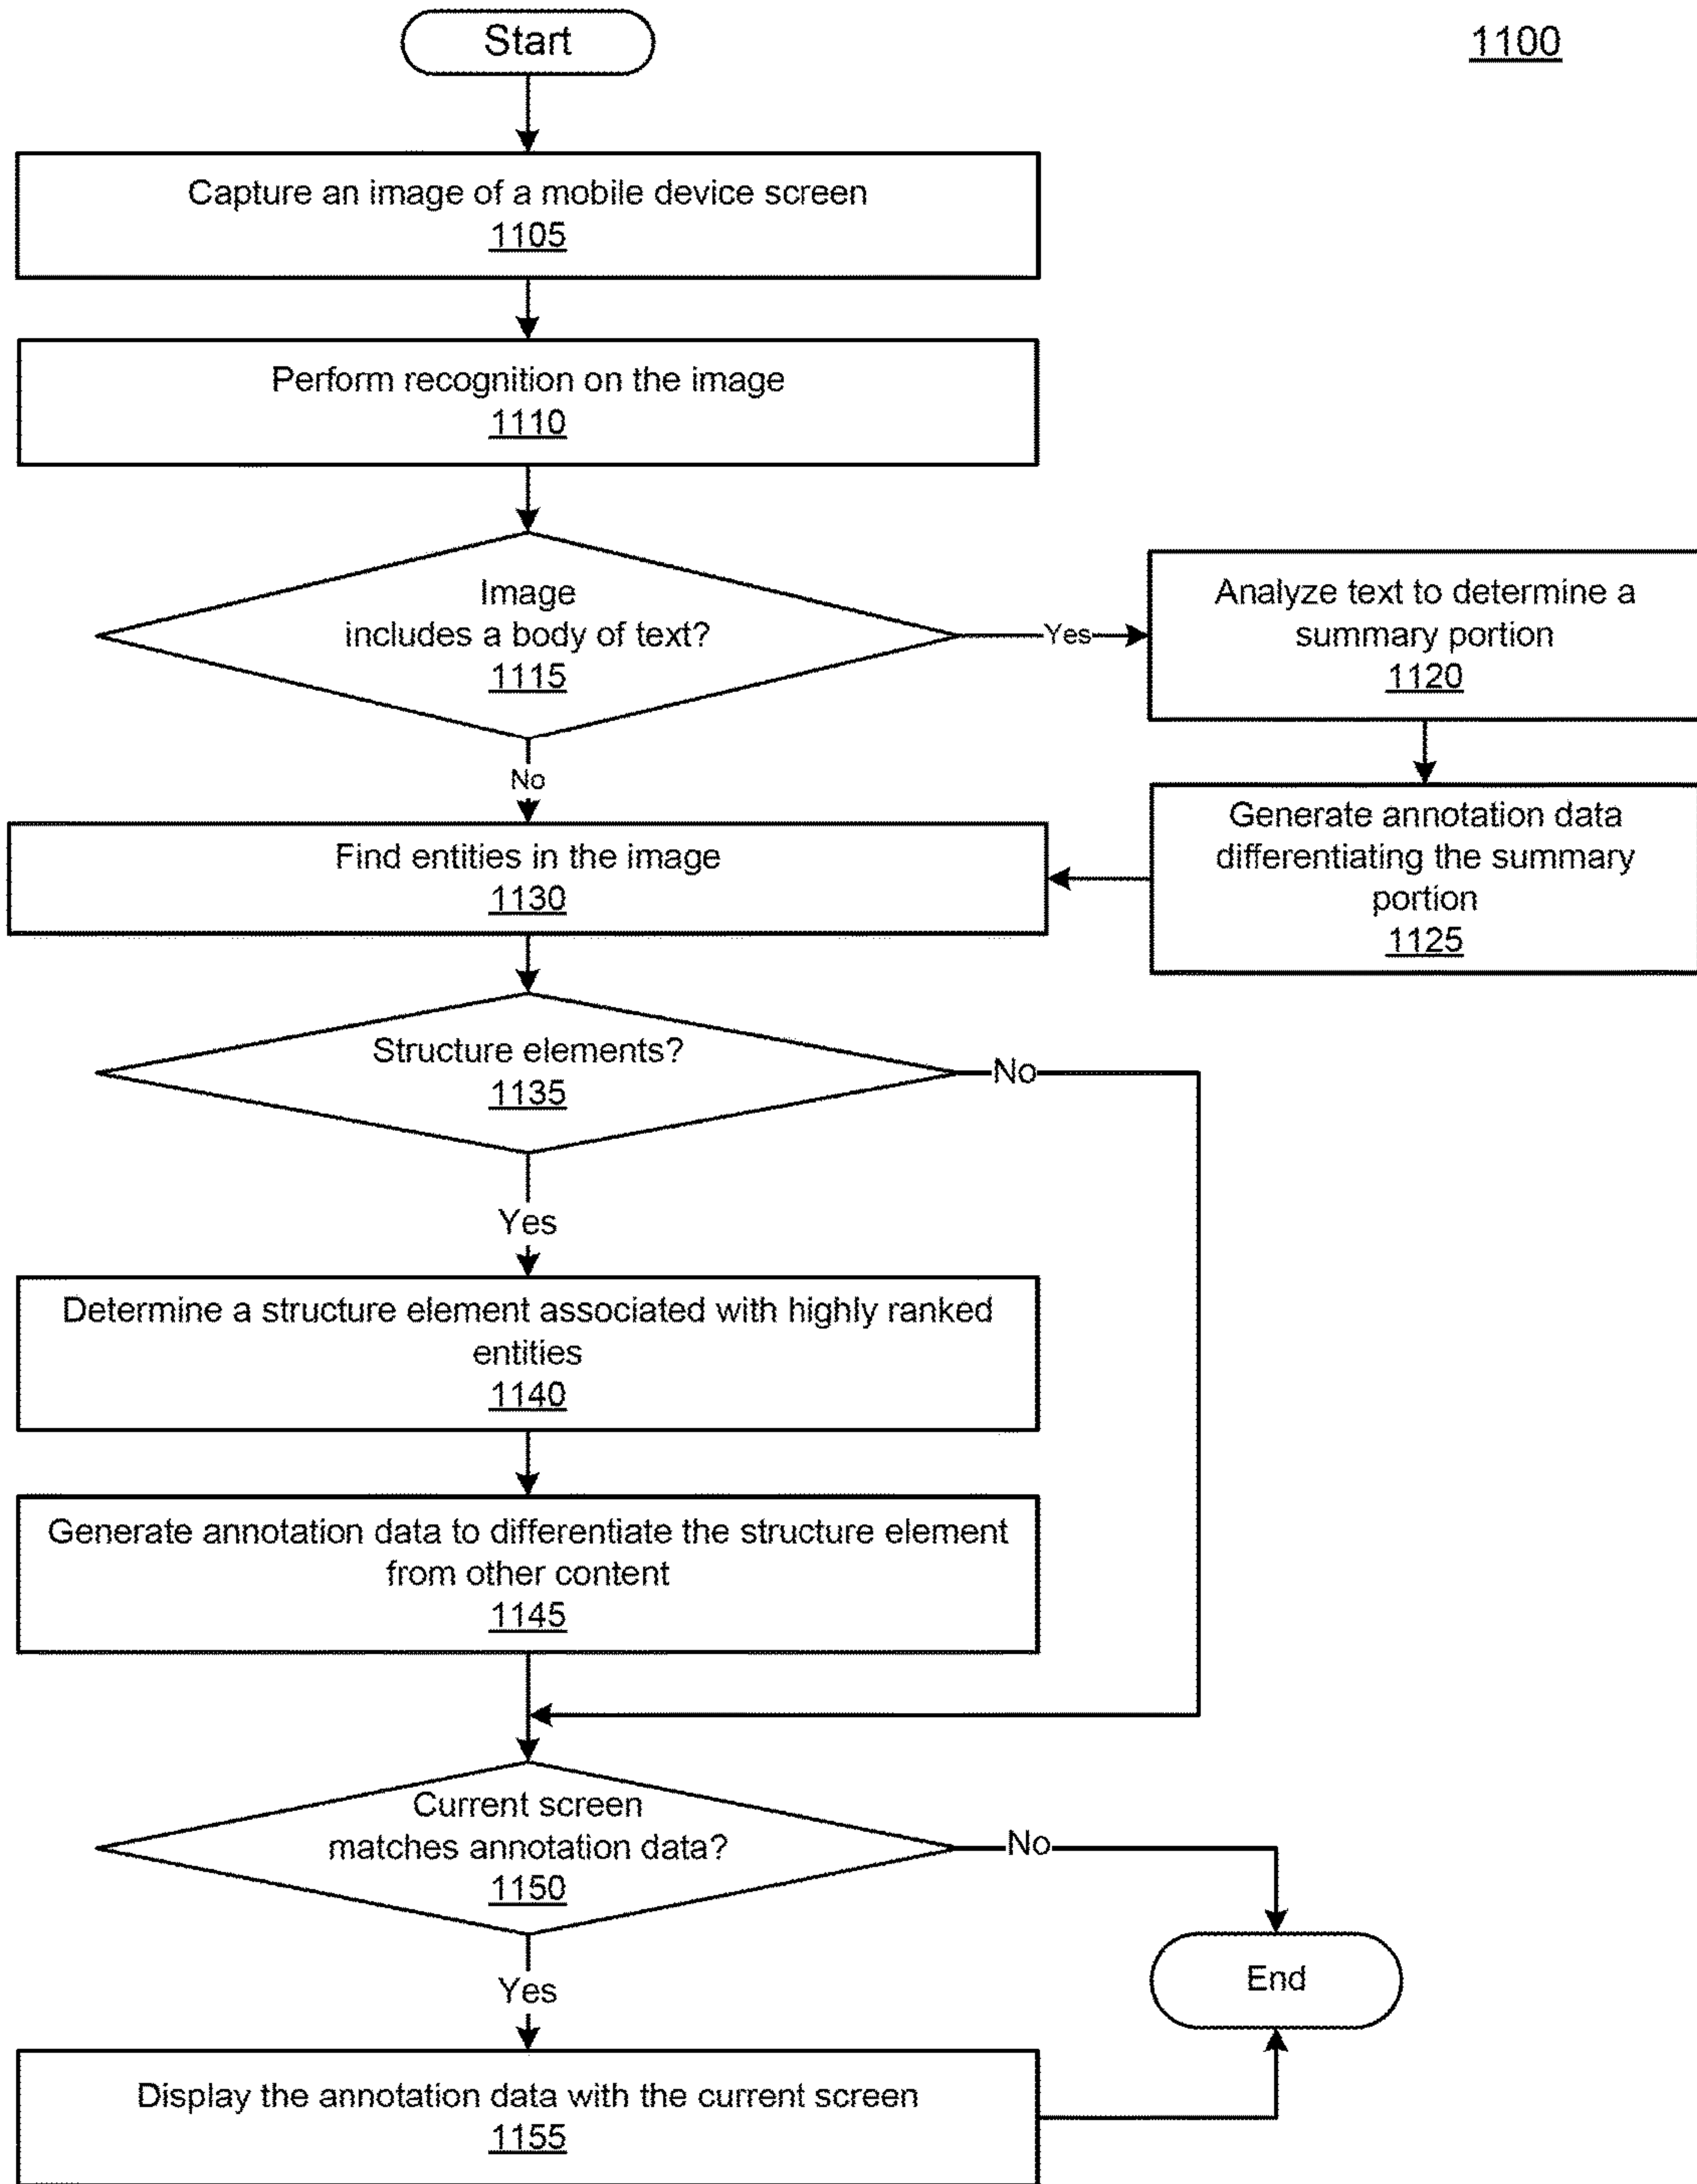 Start
1100
Capture an image of a mobile device screen
1105
Perform recognition on the image
1110
Image
includes a body of text?
1115
Yes
Analyze text to determine a
summary portion
1120
No
Generate annotation data
differentiating the summary
portion
1125
Find entities in the image
1130
Structure elements?
1135
No
Yes
Determine a structure element associated with highly ranked
entities
1140
Generate annotation data to differentiate the structure element
from other content
1145
Current screen
matches annotation data?
1150
No
Yes
End
Display the annotation data with the current screen
1155